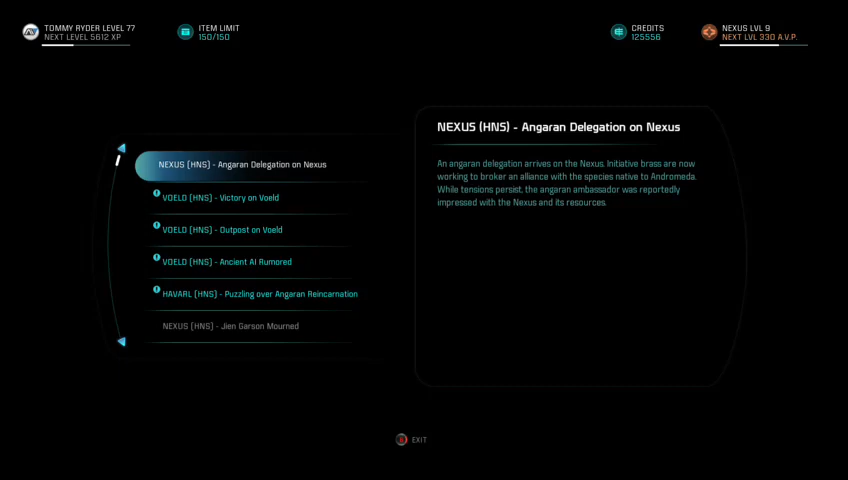 TOMMY RYDER LEVEL 77
NEXT LEVEL 5612 XP
ITEM LIMIT
150/150
CREDITS
125556
NEXUS LVL 9
NEXT LVL 330 A.V.P.
NEXUS (HNS) - Angaran Delegation on Nexus
VOELD (HNS) - Victory on Voeld
VOELD (HNS) - Outpost on Voeld
VOELD (HNS) - Ancient AI Rumored
HAVARL (HNS) - Puzzling over Angaran Reincarnation
NEXUS (HNS) - Jien Garson Mourned
NEXUS (HNS) - Angaran Delegation on Nexus
An angaran delegation arrives on the Nexus. Initiative brass are now
working to broker an alliance with the species native to Andromeda.
While tensions persist, the angaran ambassador was reportedly
impressed with the Nexus and its resources.
B EXIT